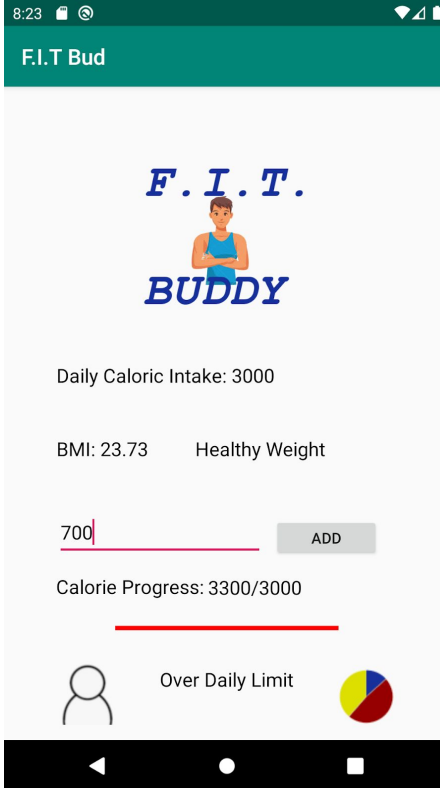 8:23
F.I.T Bud
F.I.T.
BUDDY
Daily Caloric Intake: 3000
BMI: 23.73 Healthy Weight
700 ADD
Calorie Progress: 3300/3000
Over Daily Limit